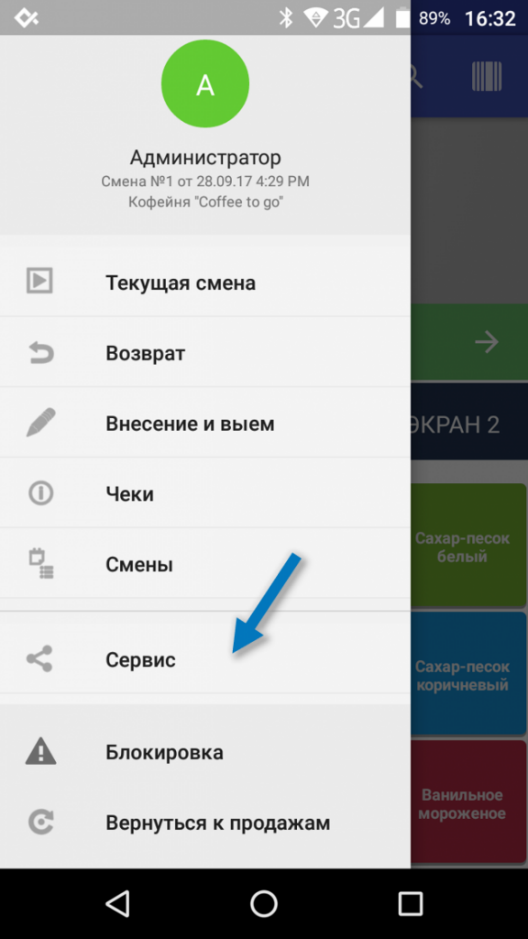 3G 89% 16:32
А
Администратор
Смена №1 от 28.09.17 4:29 PM
Кофейня "Coffee to go"
Текущая смена
Возврат
Внесение и выем
ЭКРАН 2
Чеки
Сахар-песок
белый
Смены
Сервис
Сахар-песок
коричневый
Блокировка
Ванильное
мороженое
Вернуться к продажам